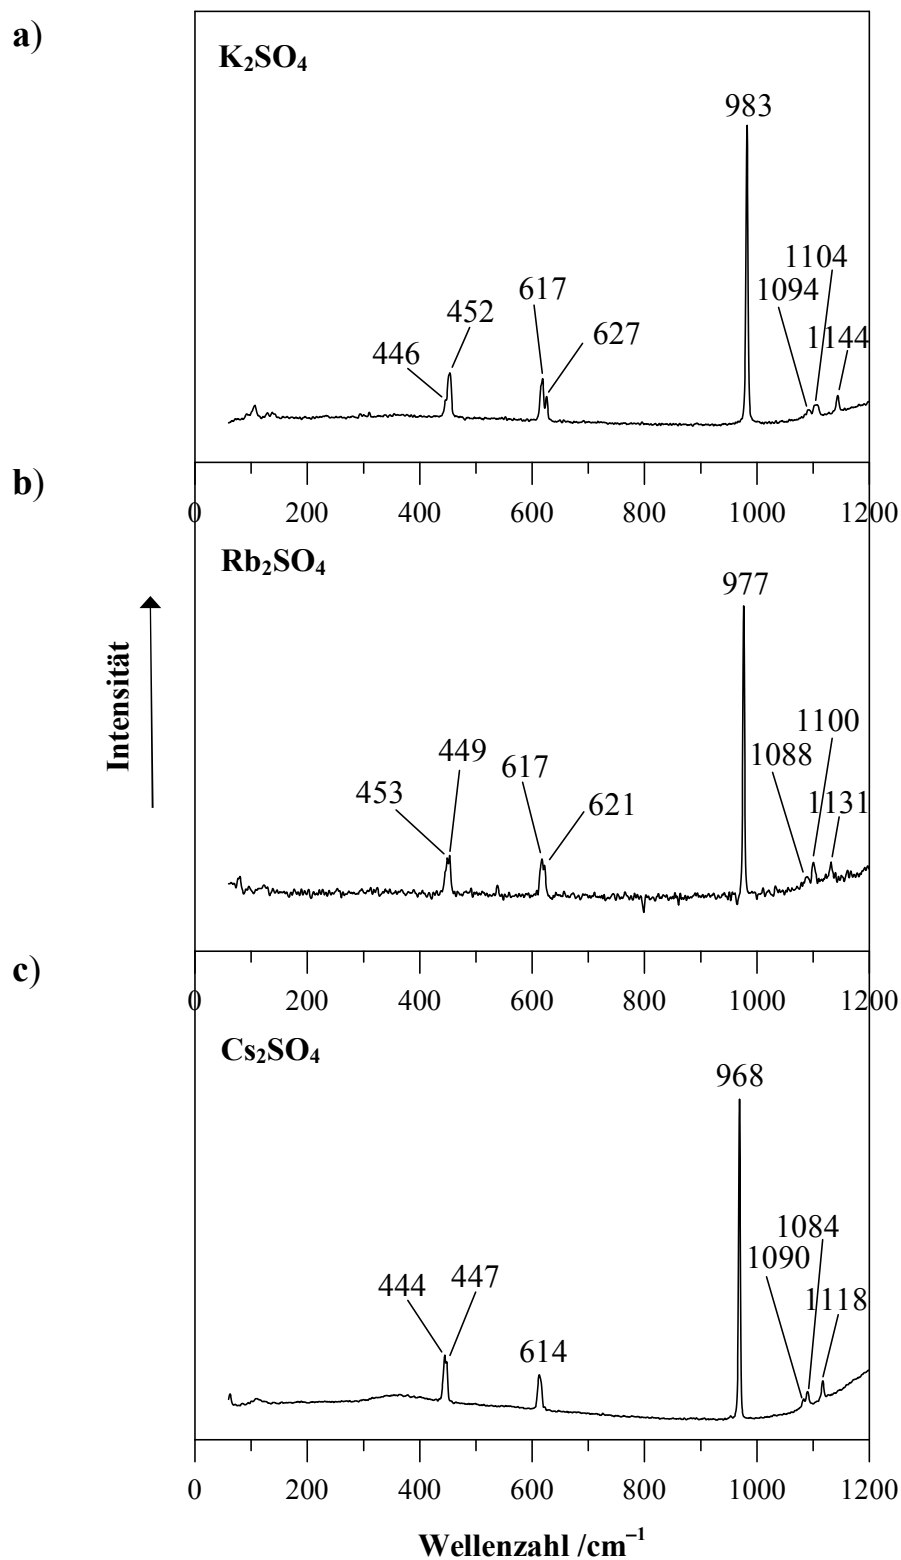 a)
K₂SO₄
983
1104
1094
617
452
627
1144
446
0 200 400 600 800 1000 1200
b)
Rb₂SO₄
977
1100
449
1088
617
453
621
1131
Intensität
0 200 400 600 800 1000 1200
c)
Cs₂SO₄
968
1084
1090
444
447
1118
614
0 200 400 600 800 1000 1200
Wellenzahl /cm⁻¹